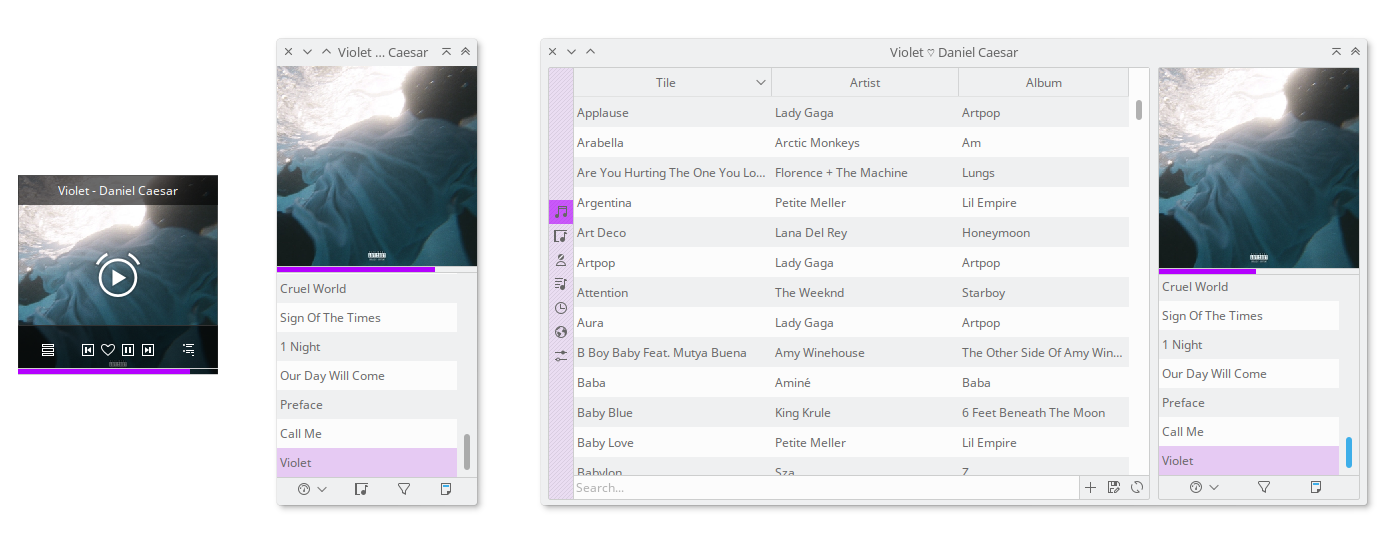 Violet - Daniel Caesar
Violet ... Caesar
Cruel World
Sign Of The Times
1 Night
Our Day Will Come
Preface
Call Me
Violet
Violet ♡ Daniel Caesar
Tile Artist Album
Applause Lady Gaga Artpop
Arabella Arctic Monkeys Am
Are You Hurting The One You Lo... Florence + The Machine Lungs
Argentina Petite Meller Lil Empire
Art Deco Lana Del Rey Honeymoon
Artpop Lady Gaga Artpop
Attention The Weeknd Starboy
Aura Lady Gaga Artpop
B Boy Baby Feat. Mutya Buena Amy Winehouse The Other Side Of Amy Win...
Baba Aminé Baba
Baby Blue King Krule 6 Feet Beneath The Moon
Baby Love Petite Meller Lil Empire
Babylon Sza Z
Search...
Cruel World
Sign Of The Times
1 Night
Our Day Will Come
Preface
Call Me
Violet